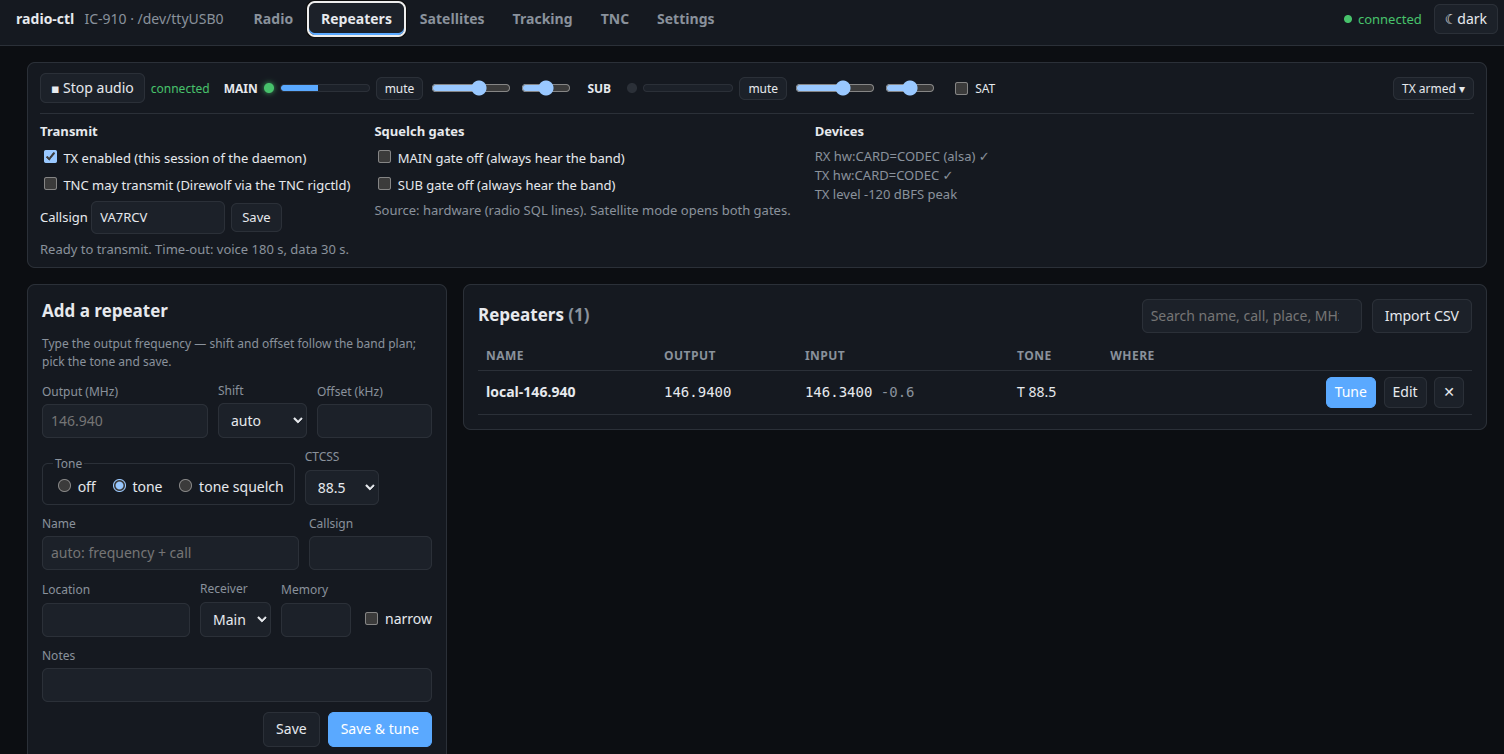 radio-ctl IC-910 · /dev/ttyUSB0 Radio Repeaters Satellites Tracking TNC Settings ● connected ☾ dark
■ Stop audio connected MAIN mute SUB mute SAT TX armed ▾
Transmit
TX enabled (this session of the daemon)
TNC may transmit (Direwolf via the TNC rigctld)
Callsign VA7RCV Save
Ready to transmit. Time-out: voice 180 s, data 30 s.
Squelch gates
MAIN gate off (always hear the band)
SUB gate off (always hear the band)
Source: hardware (radio SQL lines). Satellite mode opens both gates.
Devices
RX hw:CARD=CODEC (alsa) ✓
TX hw:CARD=CODEC ✓
TX level -120 dBFS peak
Add a repeater
Type the output frequency — shift and offset follow the band plan;
pick the tone and save.
Output (MHz) Shift Offset (kHz)
146.940 auto
Tone CTCSS
off tone tone squelch 88.5
Name Callsign
auto: frequency + call
Location Receiver Memory
Main narrow
Notes
Save Save & tune
Repeaters (1) Search name, call, place, MH Import CSV
NAME OUTPUT INPUT TONE WHERE
local-146.940 146.9400 146.3400 -0.6 T 88.5 Tune Edit ✕